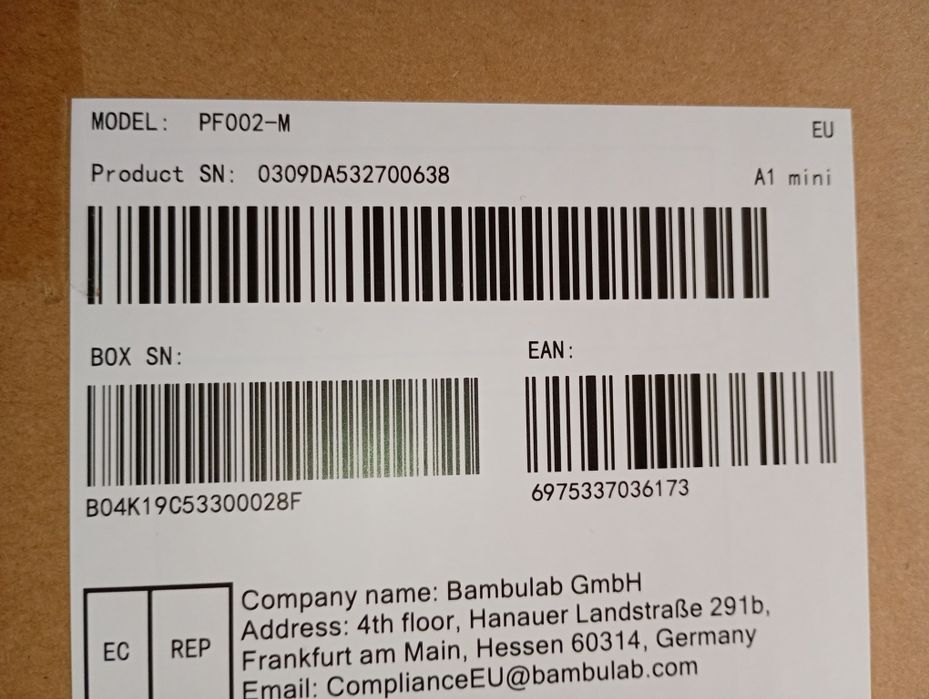 MODEL: PF002-M
EU
Product SN: 0309DA532700638
A1 mini
BOX SN:
EAN:
B04K19C53300028F
6975337036173
EC
REP
Company name: Bambulab GmbH
Address: 4th floor, Hanauer Landstraße 291b,
Frankfurt am Main, Hessen 60314, Germany
Email: ComplianceEU@bambulab.com